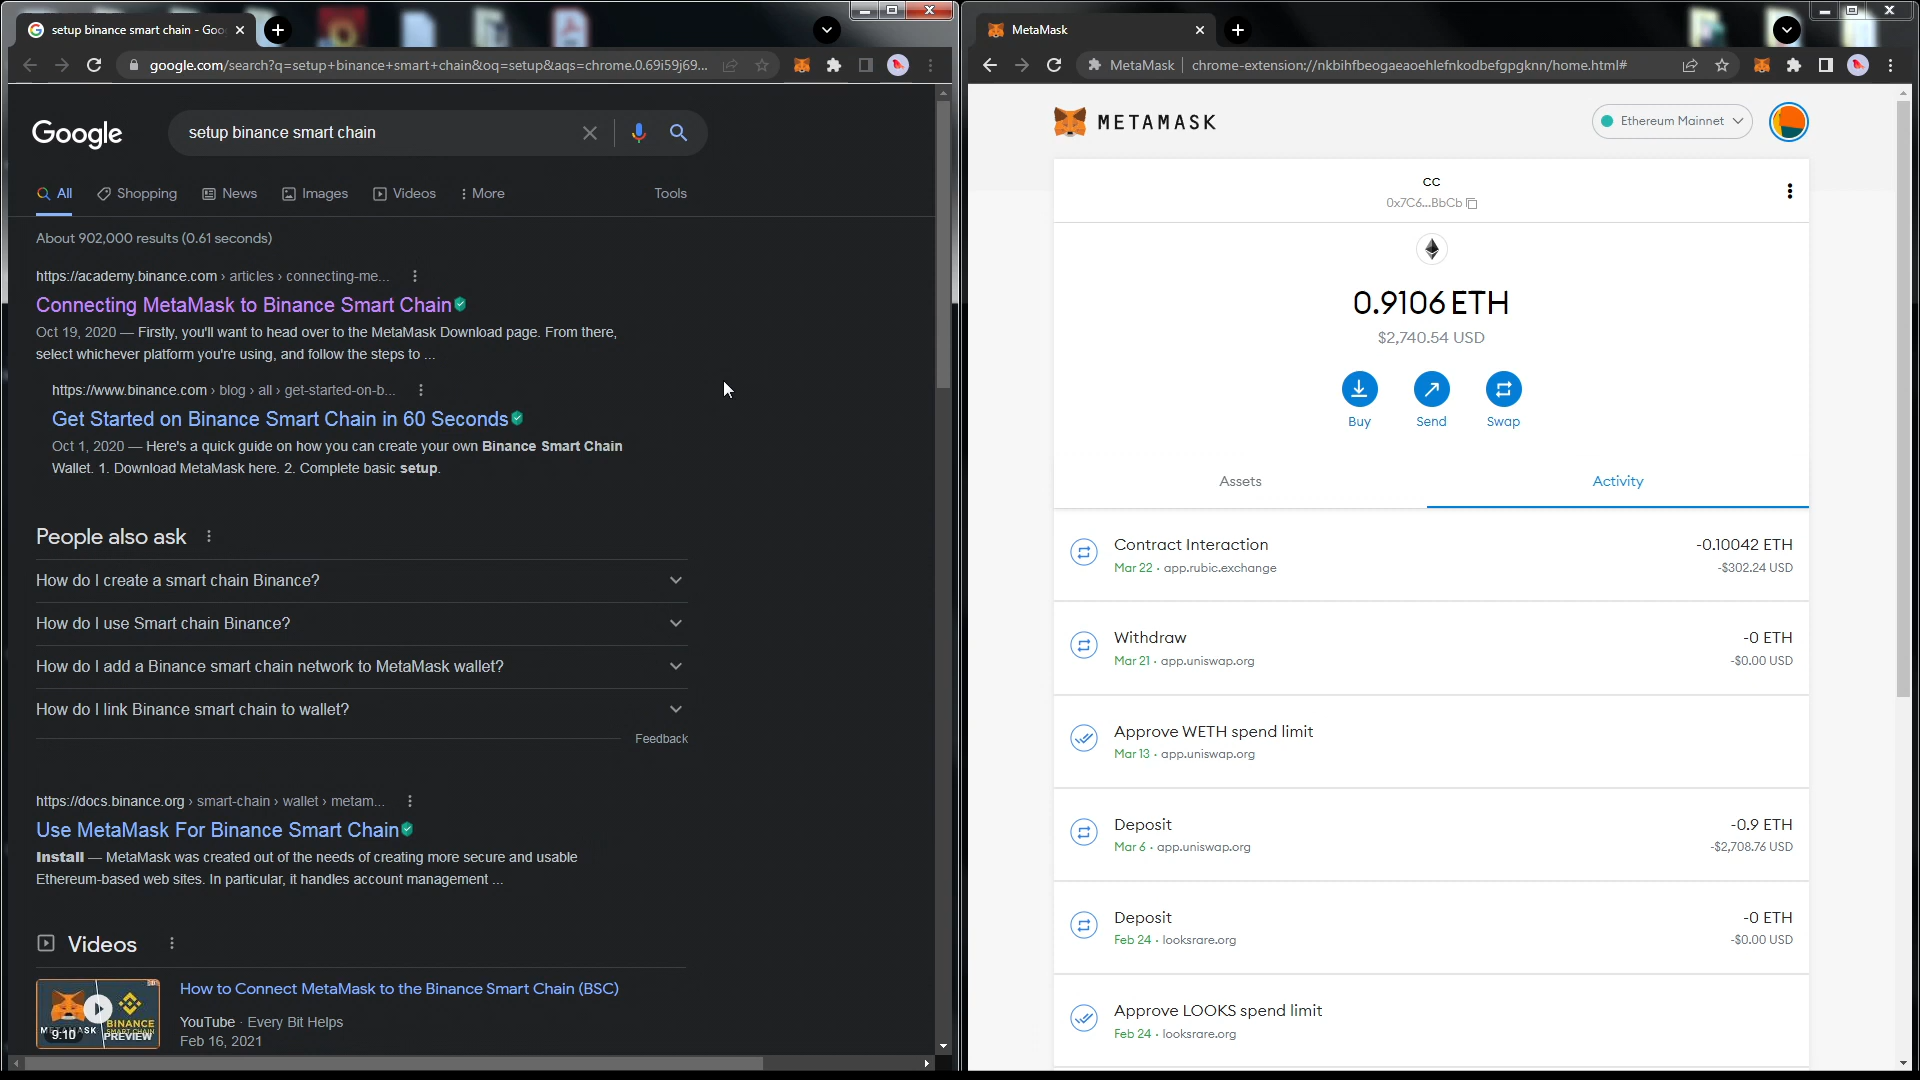 setup binance smart chain - Goo
google.com/search?q=setup+binance+smart+chain&oq=setup&aqs=chrome.0.69i59j69...
Google
setup binance smart chain
All
Shopping
News
Images
Videos
More
Tools
About 902,000 results (0.61 seconds)
https://academy.binance.com › articles › connecting-me...
Connecting MetaMask to Binance Smart Chain
Oct 19, 2020 — Firstly, you'll want to head over to the MetaMask Download page. From there,
select whichever platform you're using, and follow the steps to ...
https://www.binance.com › blog › all › get-started-on-b...
Get Started on Binance Smart Chain in 60 Seconds
Oct 1, 2020 — Here's a quick guide on how you can create your own Binance Smart Chain
Wallet. 1. Download MetaMask here. 2. Complete basic setup.
People also ask
How do I create a smart chain Binance?
How do I use Smart chain Binance?
How do I add a Binance smart chain network to MetaMask wallet?
How do I link Binance smart chain to wallet?
Feedback
https://docs.binance.org › smart-chain › wallet › metam...
Use MetaMask For Binance Smart Chain
Install — MetaMask was created out of the needs of creating more secure and usable
Ethereum-based web sites. In particular, it handles account management ...
Videos
How to Connect MetaMask to the Binance Smart Chain (BSC)
YouTube · Every Bit Helps
Feb 16, 2021
METAMASK
BINANCE
SMART CHAIN
PREVIEW
9:10
MetaMask
MetaMask
chrome-extension://nkbihfbeogaeaoehlefnkodbefgpgknn/home.html#
METAMASK
Ethereum Mainnet
CC
0x7C6...BbCb
0.9106 ETH
$2,740.54 USD
Buy
Send
Swap
Assets
Activity
Contract Interaction
-0.10042 ETH
Mar 22 · app.rubic.exchange
-$302.24 USD
Withdraw
-0 ETH
Mar 21 · app.uniswap.org
-$0.00 USD
Approve WETH spend limit
Mar 13 · app.uniswap.org
Deposit
-0.9 ETH
Mar 6 · app.uniswap.org
-$2,708.76 USD
Deposit
-0 ETH
Feb 24 · looksrare.org
-$0.00 USD
Approve LOOKS spend limit
Feb 24 · looksrare.org